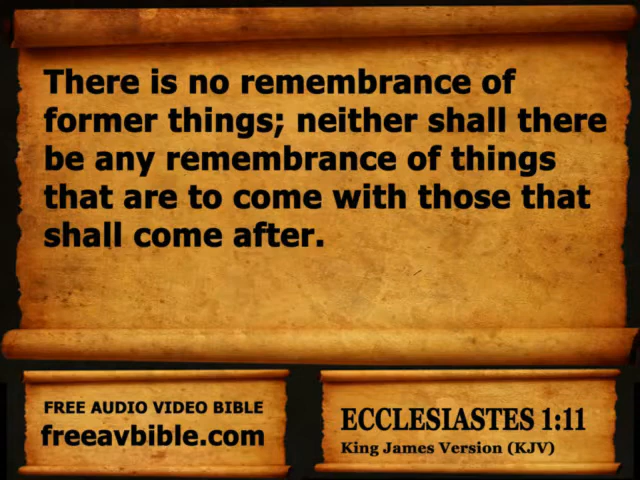 There is no remembrance of
former things; neither shall there
be any remembrance of things
that are to come with those that
shall come after.
FREE AUDIO VIDEO BIBLE
freeavbible.com
ECCLESIASTES 1:11
King James Version (KJV)